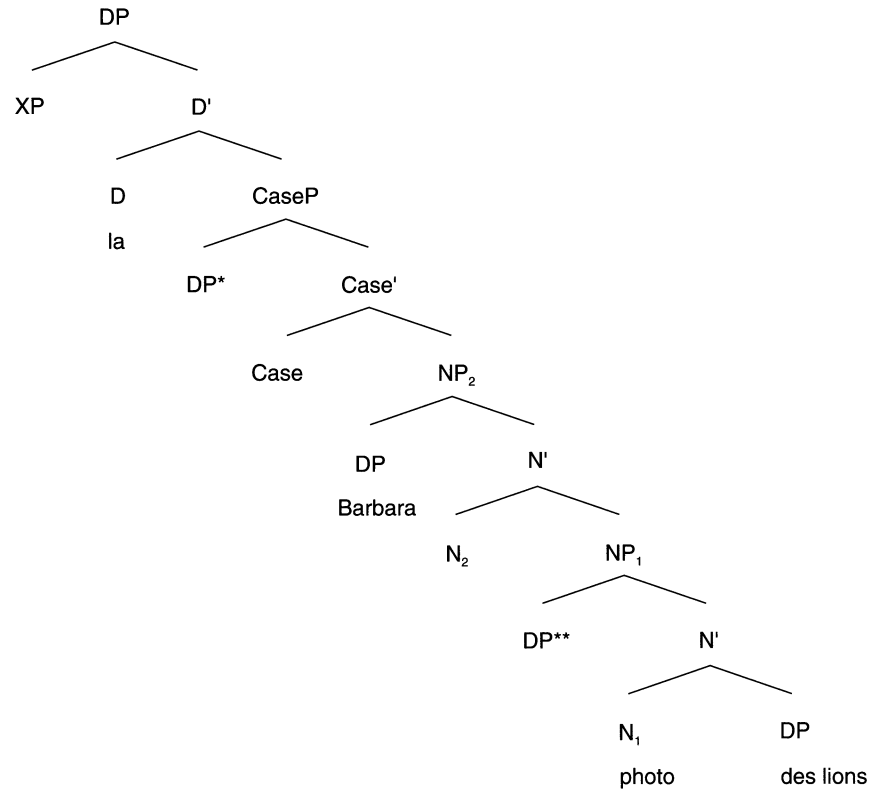 DP
XP D'
D CaseP
la
DP* Case'
Case NP₂
DP N'
Barbara
N₂ NP₁
DP** N'
N₁ DP
photo des lions